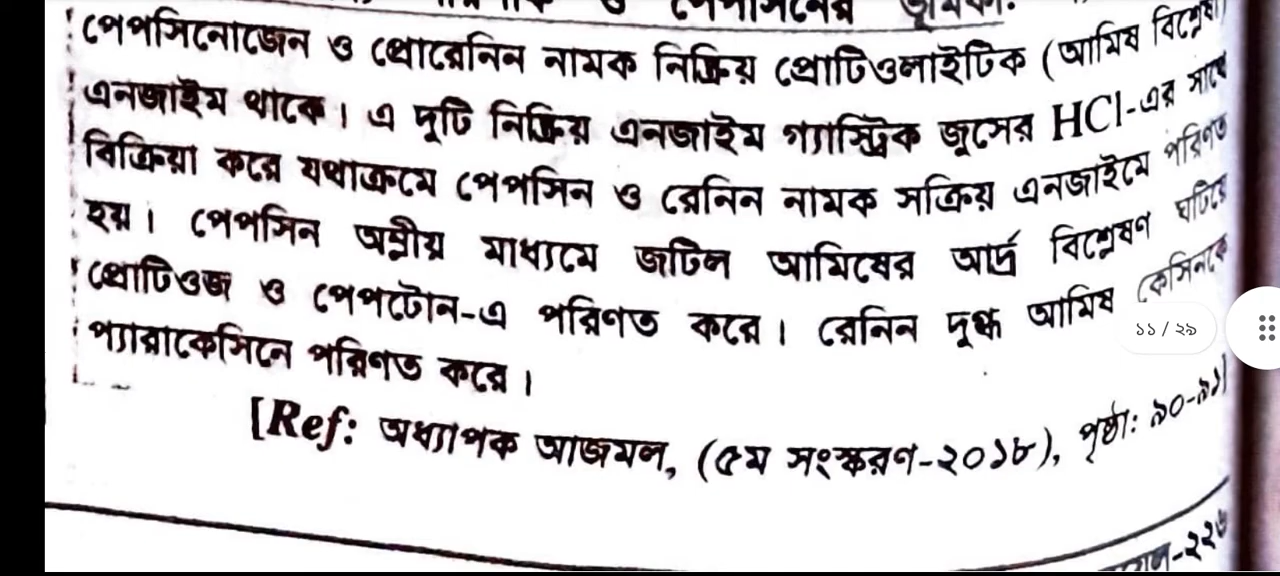 ও পেপসিনের ভূমিকা:
পেপসিনোজেন ও প্রোরেনিন নামক নিষ্ক্রিয় প্রোটিওলাইটিক (আমিষ বিশ্লেষী)
এনজাইম থাকে। এ দুটি নিষ্ক্রিয় এনজাইম গ্যাস্ট্রিক জুসের HCl-এর সাথে
বিক্রিয়া করে যথাক্রমে পেপসিন ও রেনিন নামক সক্রিয় এনজাইমে পরিণত
হয়। পেপসিন অম্লীয় মাধ্যমে জটিল আমিষের আর্দ্র বিশ্লেষণ ঘটিয়ে
প্রোটিওজ ও পেপটোন-এ পরিণত করে। রেনিন দুগ্ধ আমিষ কেসিনকে
প্যারাকেসিনে পরিণত করে।
১১ / ২৯
[Ref: অধ্যাপক আজমল, (৫ম সংস্করণ-২০১৮), পৃষ্ঠা: ৯০-৯১]